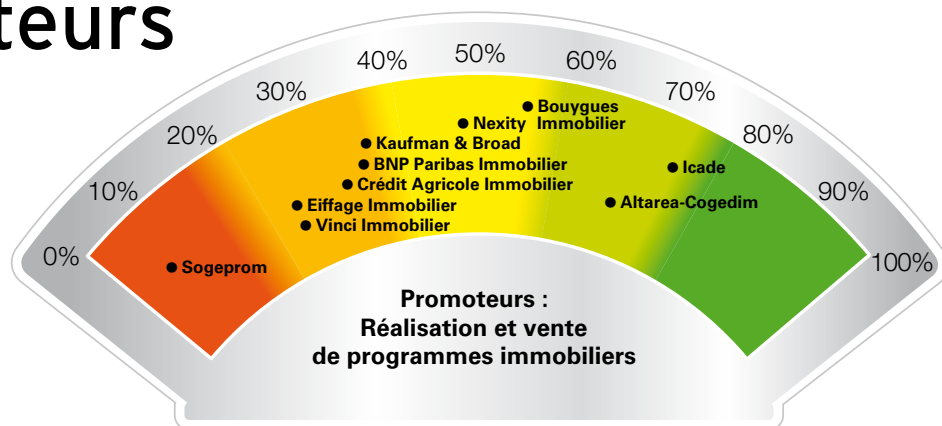 teurs
0%
10%
20%
30%
40%
50%
60%
70%
80%
90%
100%
Bouygues
Immobilier
Nexity
Kaufman & Broad
BNP Paribas Immobilier
Crédit Agricole Immobilier
Eiffage Immobilier
Vinci Immobilier
Sogeprom
Icade
Altarea-Cogedim
Promoteurs :
Réalisation et vente
de programmes immobiliers